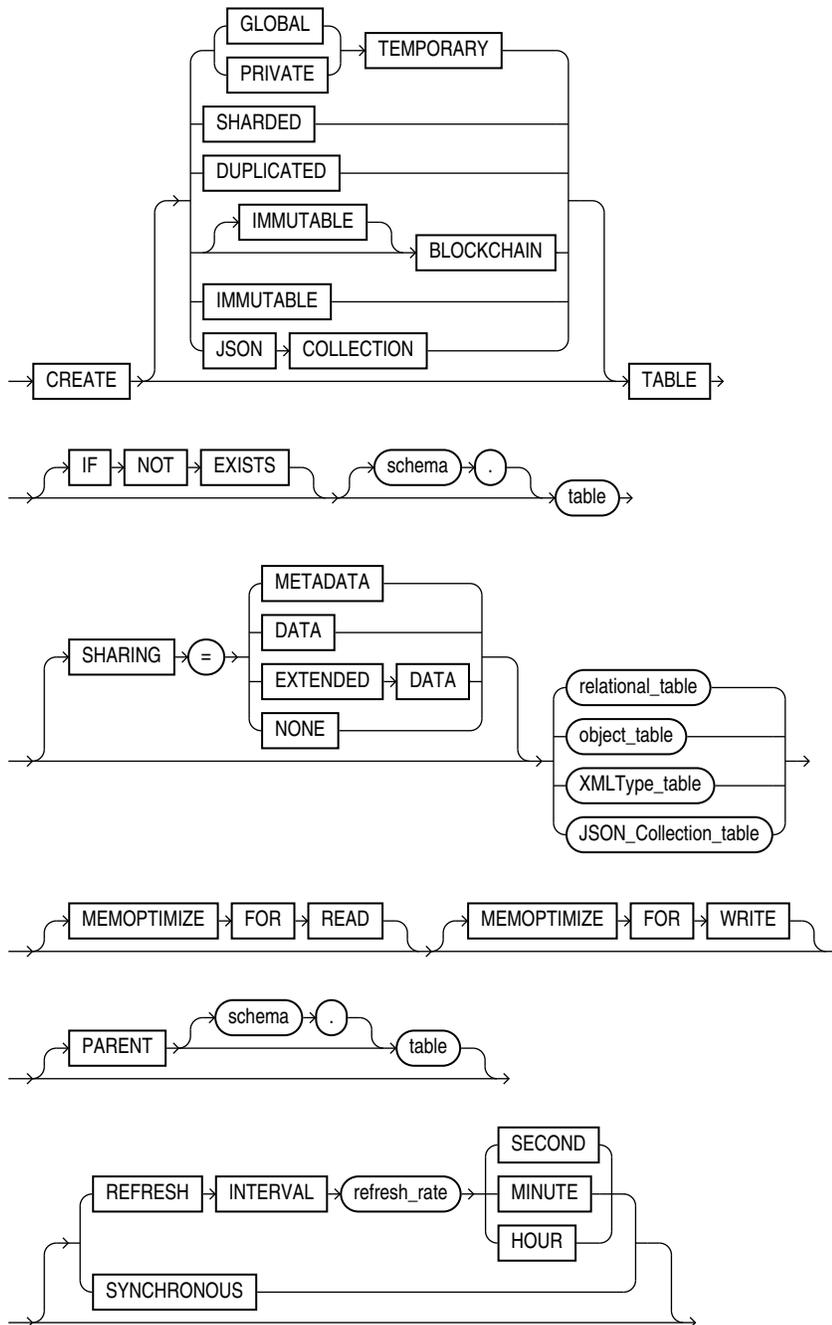 GLOBAL
TEMPORARY
PRIVATE
SHARDED
DUPLICATED
IMMUTABLE
BLOCKCHAIN
IMMUTABLE
JSON COLLECTION
CREATE TABLE
IF NOT EXISTS schema .
table
METADATA
DATA
SHARING =
EXTENDED DATA
NONE
relational_table
object_table
XMLType_table
JSON_Collection_table
MEMOPTIMIZE FOR READ MEMOPTIMIZE FOR WRITE
schema .
PARENT table
SECOND
REFRESH INTERVAL refresh_rate MINUTE
HOUR
SYNCHRONOUS